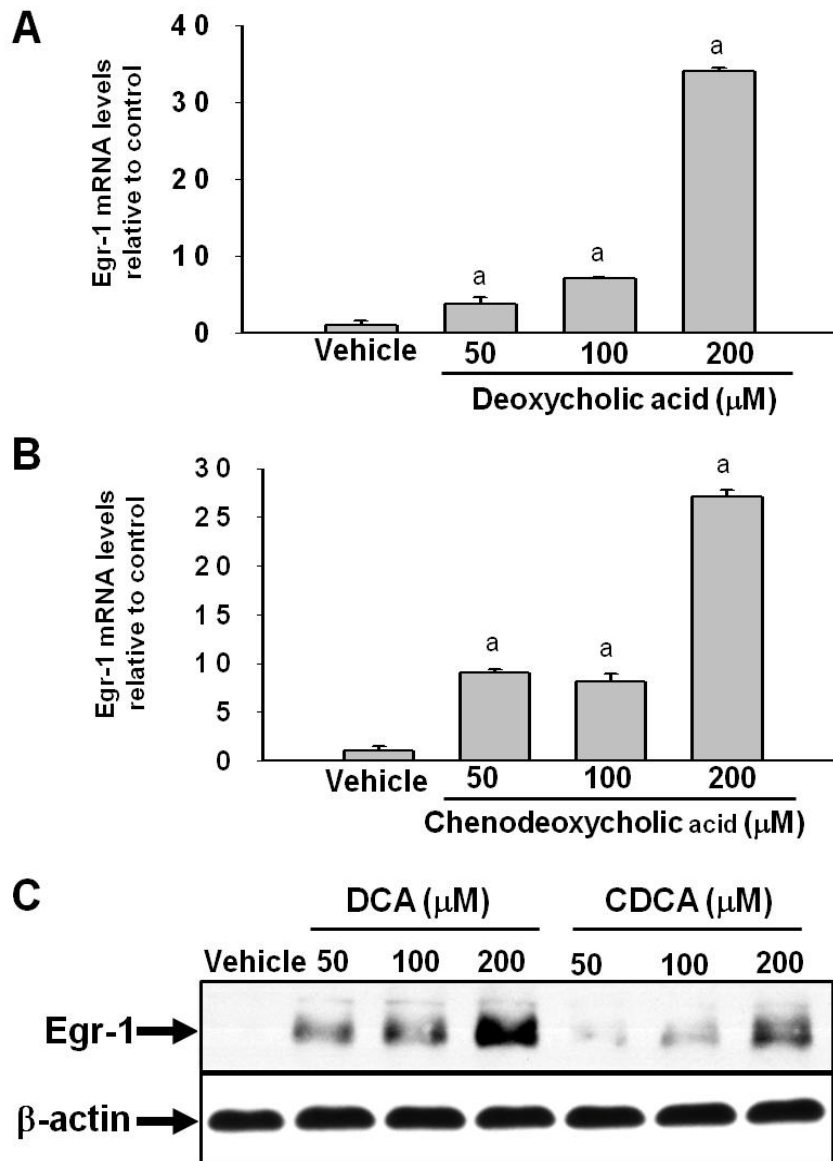 A
Egr-1 mRNA levels
relative to control
40
30
20
10
0
a
a
a
Vehicle
50
100
200
Deoxycholic acid (μM)
B
Egr-1 mRNA levels
relative to control
30
25
20
15
10
5
0
a
a
a
Vehicle
50
100
200
Chenodeoxycholic acid (μM)
C
DCA (μM)
CDCA (μM)
Vehicle 50 100 200 50 100 200
Egr-1
β-actin